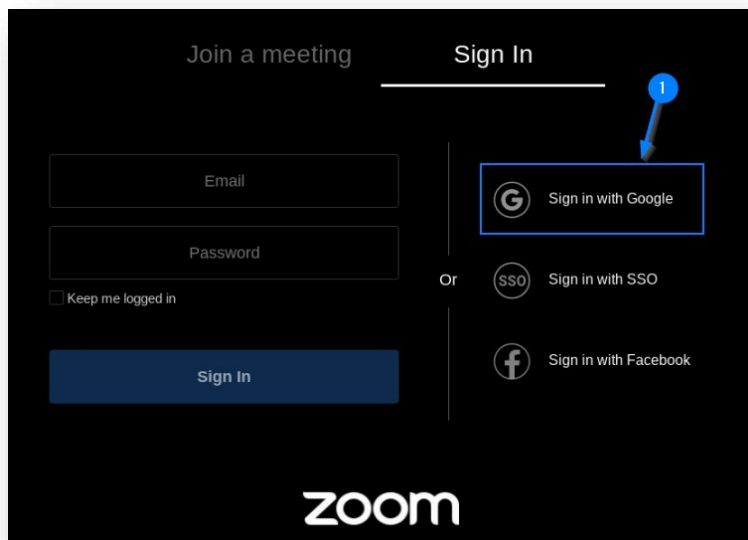 Join a meeting
Sign In
1
Email
Password
Keep me logged in
Sign In
Or
G
Sign in with Google
SSO
Sign in with SSO
f
Sign in with Facebook
zoom